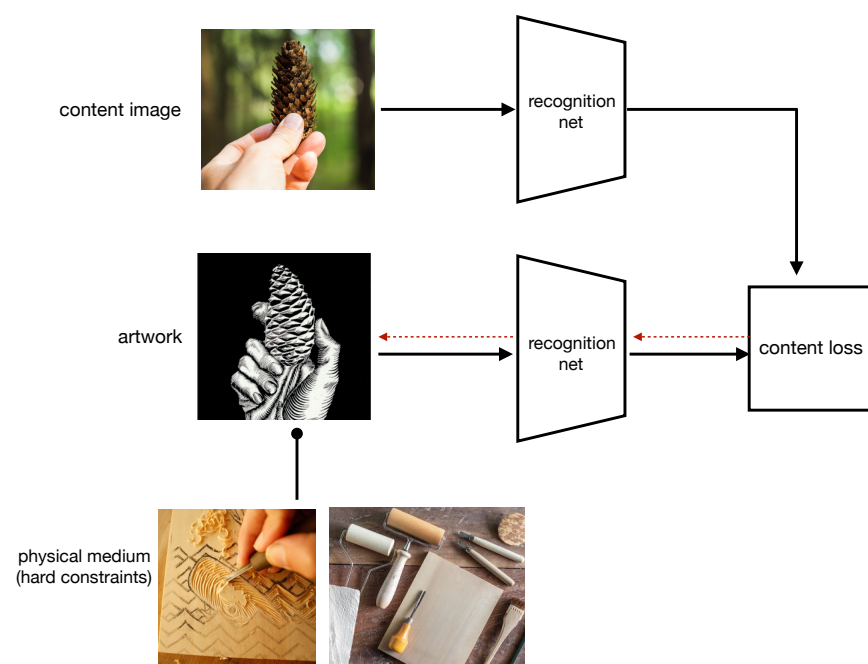 content image
recognition
net
artwork
recognition
net
content loss
physical medium
(hard constraints)